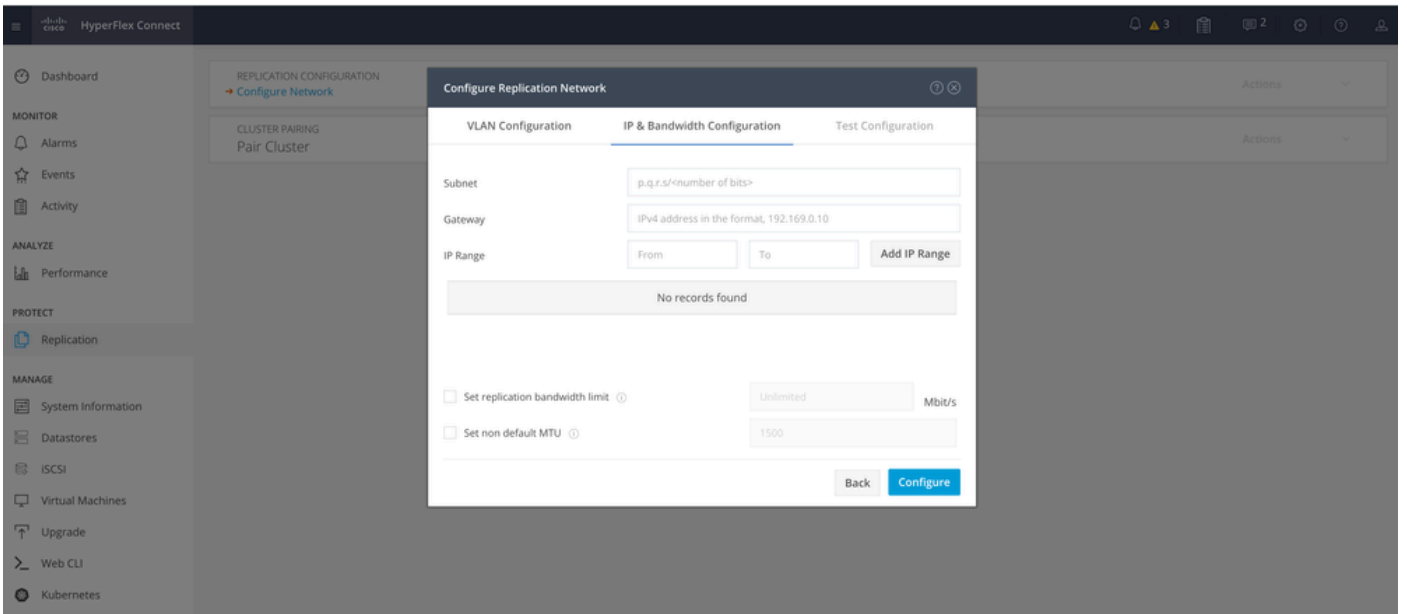 cisco HyperFlex Connect
3
2
Dashboard
MONITOR
Alarms
Events
Activity
ANALYZE
Performance
PROTECT
Replication
MANAGE
System Information
Datastores
iSCSI
Virtual Machines
Upgrade
Web CLI
Kubernetes
REPLICATION CONFIGURATION
Configure Network
Actions
CLUSTER PAIRING
Pair Cluster
Actions
Configure Replication Network
VLAN Configuration IP & Bandwidth Configuration Test Configuration
Subnet p.q.r.s/<number of bits>
Gateway IPv4 address in the format, 192.169.0.10
IP Range From To Add IP Range
No records found
Set replication bandwidth limit Unlimited Mbit/s
Set non default MTU 1500
Back Configure